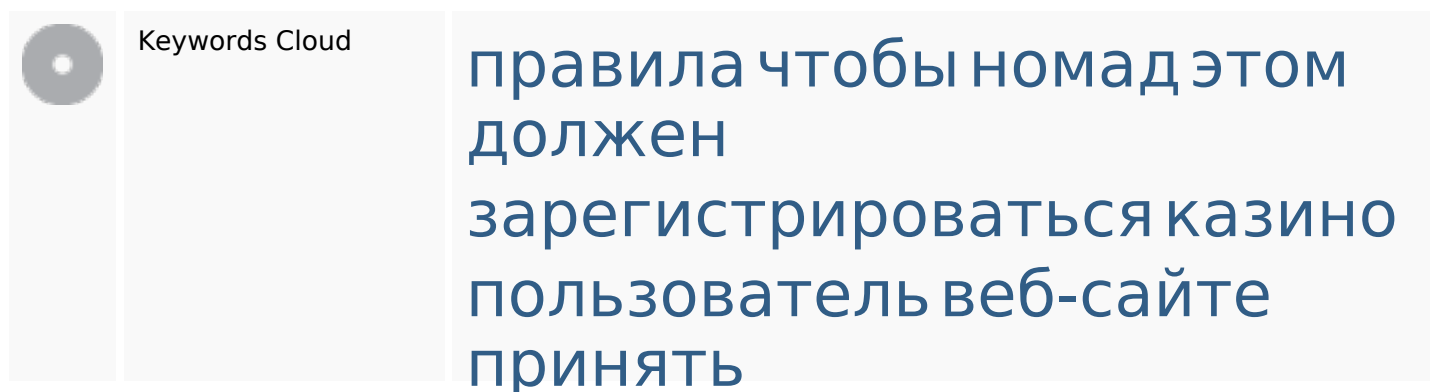 Keywords Cloud
правила чтобы номад этом
должен
зарегистрироваться казино
пользователь веб-сайте
принять